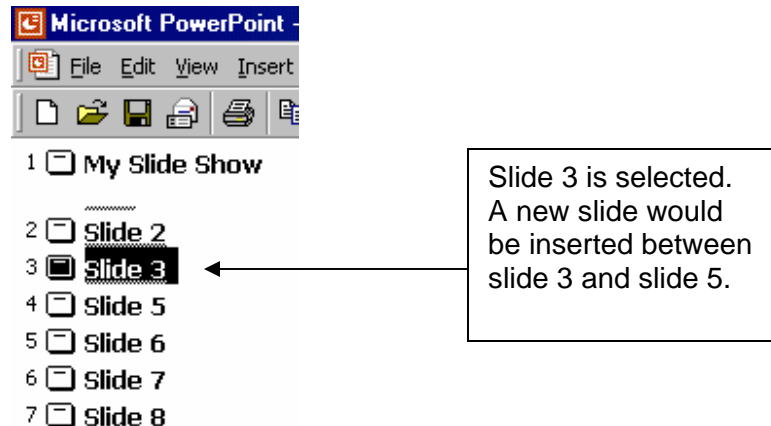 Microsoft PowerPoint -
File Edit View Insert
1 My Slide Show
2 Slide 2
3 Slide 3
4 Slide 5
5 Slide 6
6 Slide 7
7 Slide 8
Slide 3 is selected.
A new slide would
be inserted between
slide 3 and slide 5.